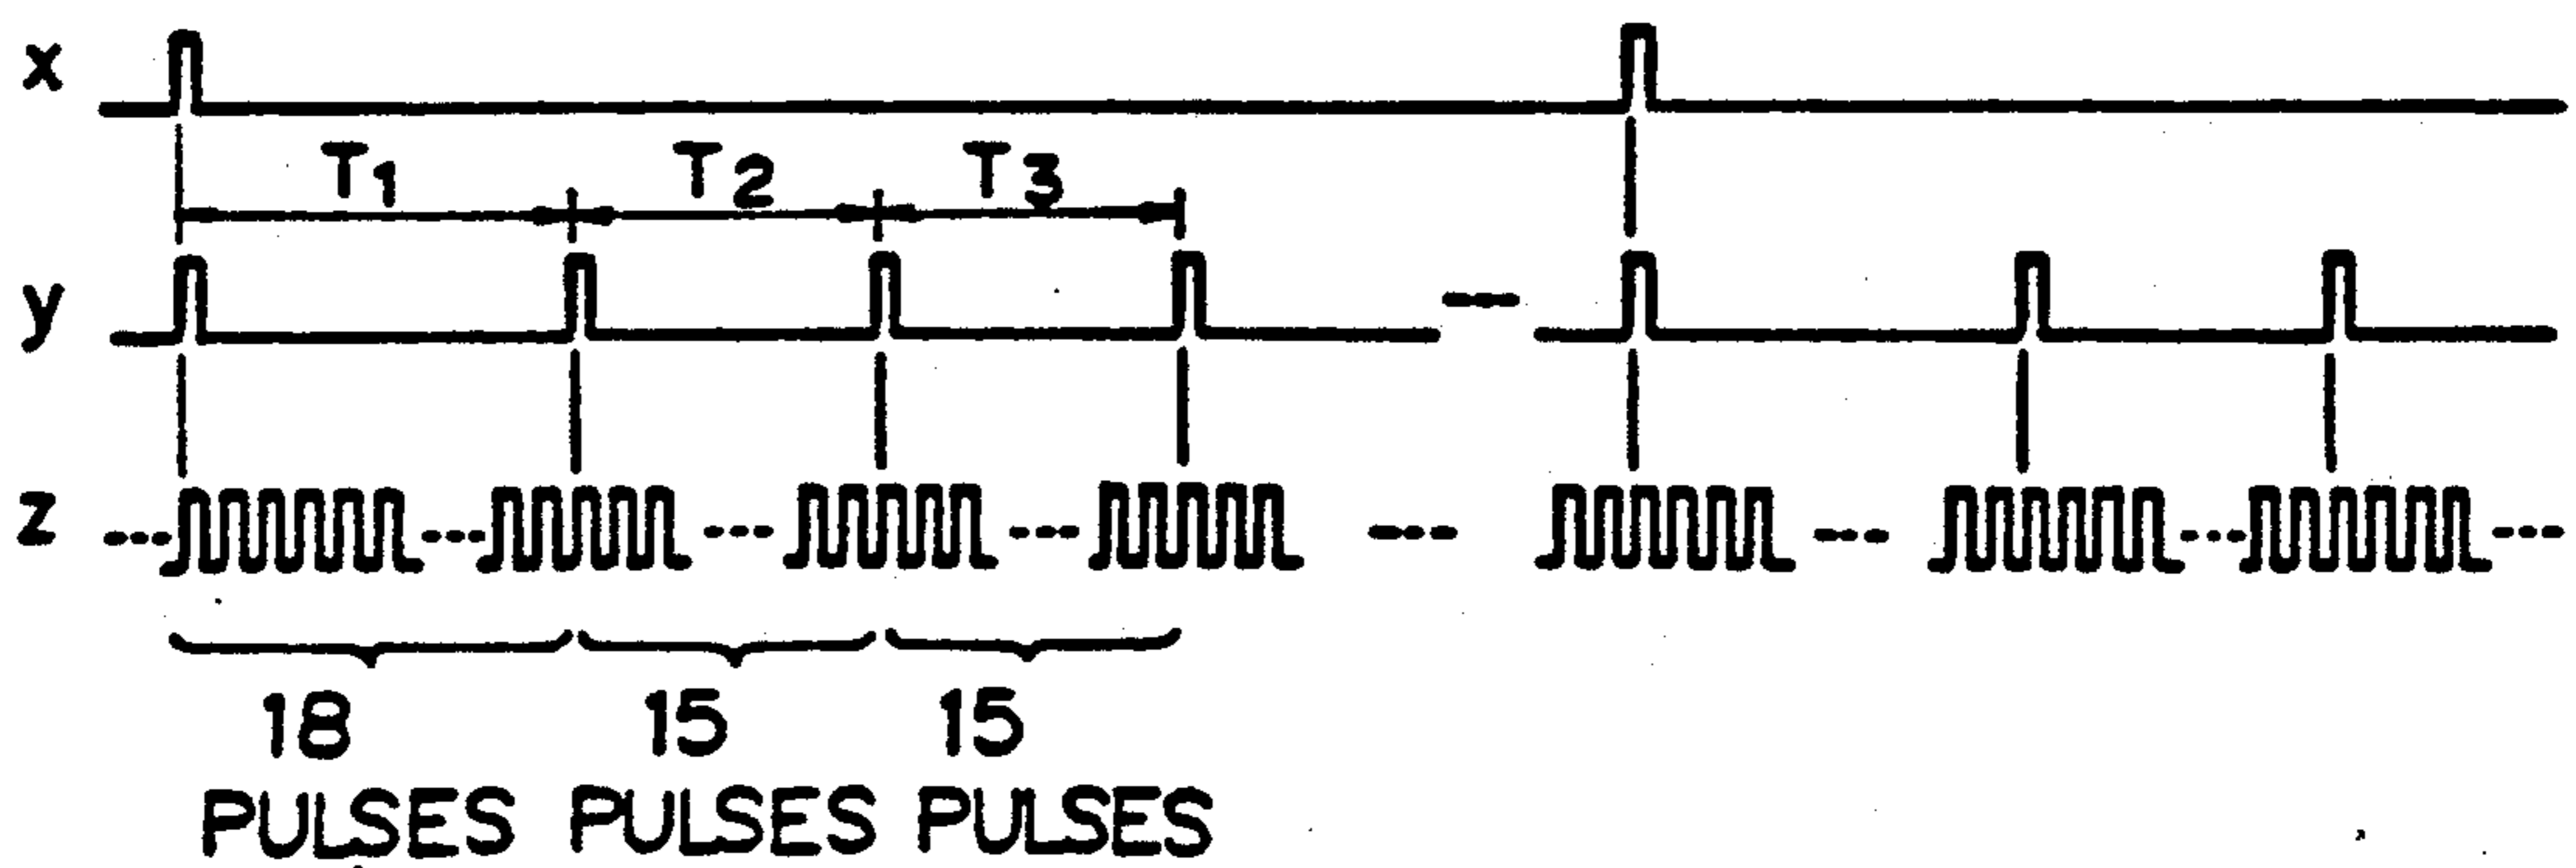 x
T1 T2 T3
y
z
18 15 15
PULSES PULSES PULSES